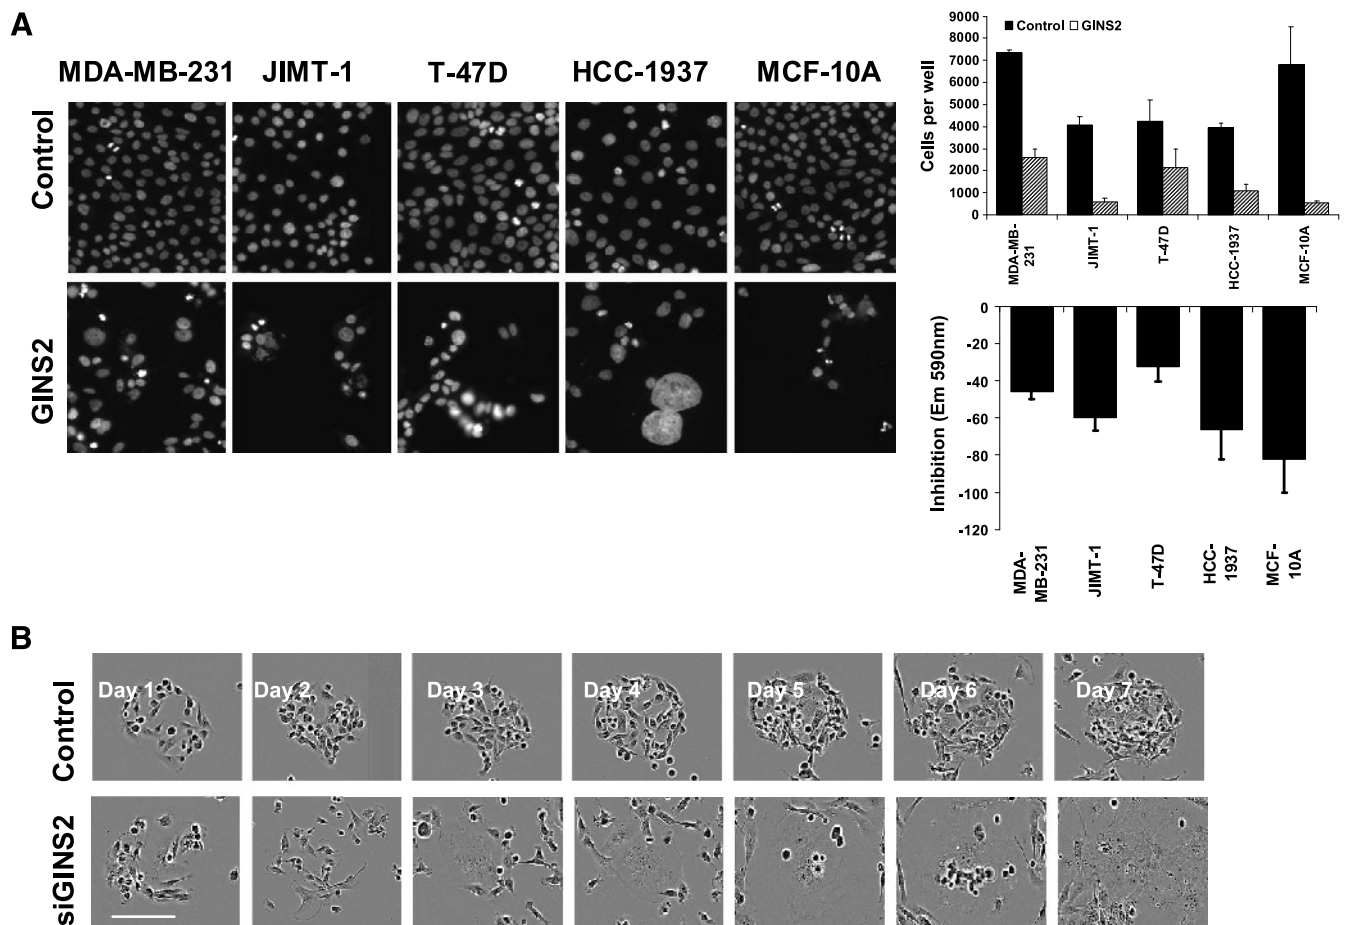 A
MDA-MB-231 JIMT-1 T-47D HCC-1937 MCF-10A
Control
GINS2
Control GINS2
Cells per well
9000
8000
7000
6000
5000
4000
3000
2000
1000
0
MDA-MB-
231
JIMT-1
T-47D
HCC-1937
MCF-10A
Inhibition (Em 590nm)
0
-20
-40
-60
-80
-100
-120
MDA-
MB-231
JIMT-1
T-47D
HCC-
1937
MCF-
10A
B
Control
Day 1 Day 2 Day 3 Day 4 Day 5 Day 6 Day 7
siGINS2